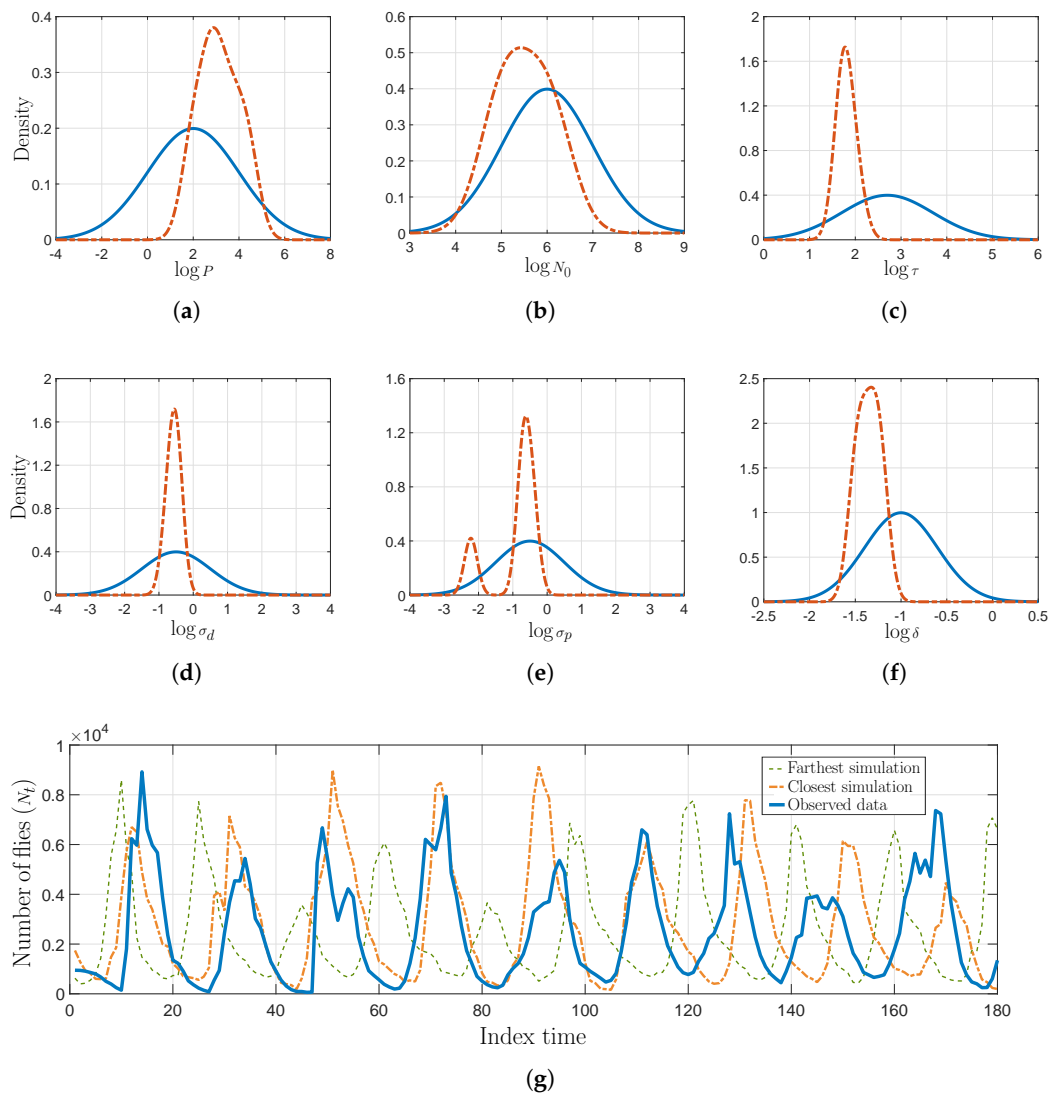 0.4
0.3
0.2
0.1
0
Density
-4 -2 0 2 4 6 8
log P
(a)
0.6
0.5
0.4
0.3
0.2
0.1
0
3 4 5 6 7 8 9
log N0
(b)
2
1.6
1.2
0.8
0.4
0
0 1 2 3 4 5 6
log τ
(c)
2
1.6
1.2
0.8
0.4
0
Density
-4 -3 -2 -1 0 1 2 3 4
log σd
(d)
1.6
1.2
0.8
0.4
0
-4 -3 -2 -1 0 1 2 3 4
log σp
(e)
2.5
2
1.5
1
0.5
0
-2.5 -2 -1.5 -1 -0.5 0 0.5
log δ
(f)
×10^4
1
0.8
0.6
0.4
0.2
0
Number of flies (Nt)
Farthest simulation
Closest simulation
Observed data
0 20 40 60 80 100 120 140 160 180
Index time
(g)